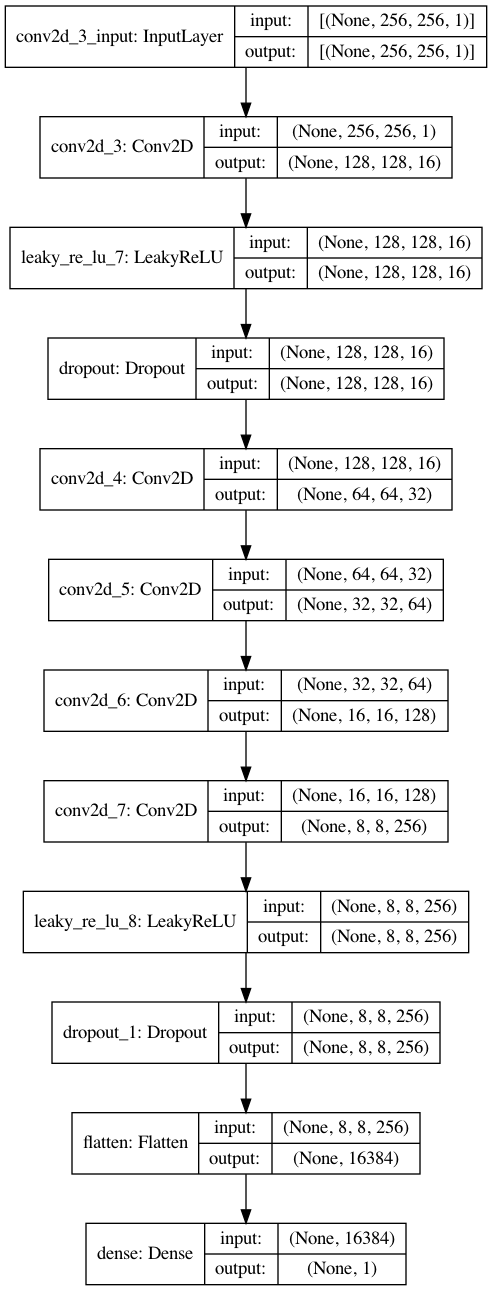 conv2d_3_input: InputLayer
input:
[(None, 256, 256, 1)]
output:
[(None, 256, 256, 1)]
conv2d_3: Conv2D
input:
(None, 256, 256, 1)
output:
(None, 128, 128, 16)
leaky_re_lu_7: LeakyReLU
input:
(None, 128, 128, 16)
output:
(None, 128, 128, 16)
dropout: Dropout
input:
(None, 128, 128, 16)
output:
(None, 128, 128, 16)
conv2d_4: Conv2D
input:
(None, 128, 128, 16)
output:
(None, 64, 64, 32)
conv2d_5: Conv2D
input:
(None, 64, 64, 32)
output:
(None, 32, 32, 64)
conv2d_6: Conv2D
input:
(None, 32, 32, 64)
output:
(None, 16, 16, 128)
conv2d_7: Conv2D
input:
(None, 16, 16, 128)
output:
(None, 8, 8, 256)
leaky_re_lu_8: LeakyReLU
input:
(None, 8, 8, 256)
output:
(None, 8, 8, 256)
dropout_1: Dropout
input:
(None, 8, 8, 256)
output:
(None, 8, 8, 256)
flatten: Flatten
input:
(None, 8, 8, 256)
output:
(None, 16384)
dense: Dense
input:
(None, 16384)
output:
(None, 1)